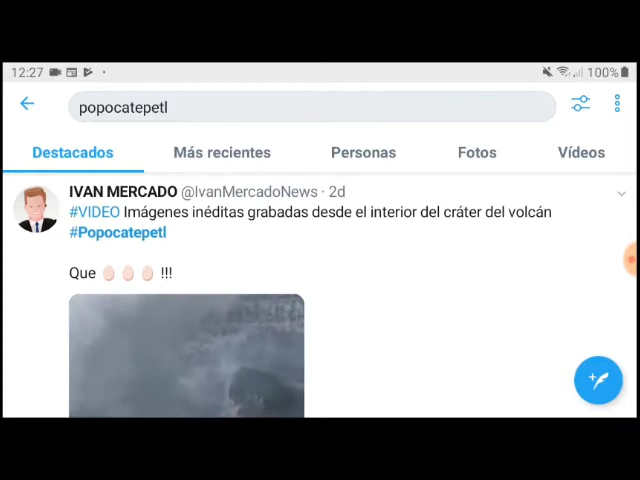 12:27
100%
popocatepetl
Destacados Más recientes Personas Fotos Vídeos
IVAN MERCADO @IvanMercadoNews · 2d
#VIDEO Imágenes inéditas grabadas desde el interior del cráter del volcán
#Popocatepetl
Que 🥚🥚🥚 !!!